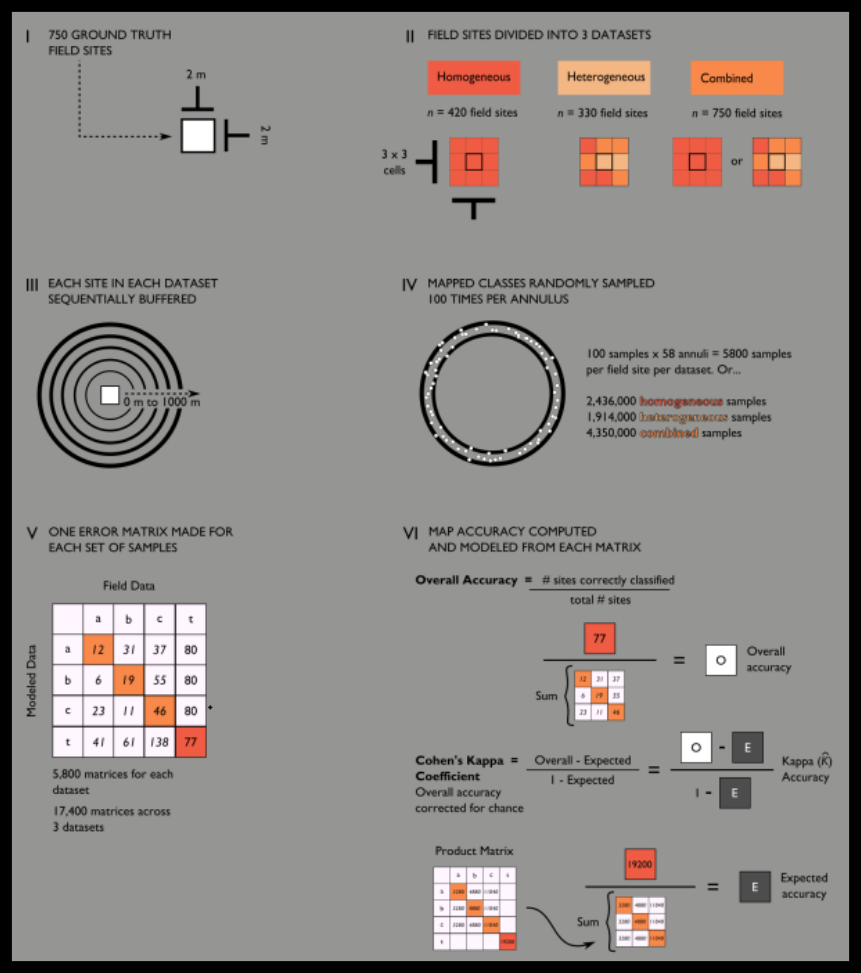 I 750 GROUND TRUTH
FIELD SITES
2 m
2 m
II FIELD SITES DIVIDED INTO 3 DATASETS
Homogeneous Heterogeneous Combined
n = 420 field sites n = 330 field sites n = 750 field sites
3 x 3
cells
or
III EACH SITE IN EACH DATASET
SEQUENTIALLY BUFFERED
0 m to 1000 m
IV MAPPED CLASSES RANDOMLY SAMPLED
100 TIMES PER ANNULUS
100 samples x 58 annuli = 5800 samples
per field site per dataset. Or...
2,436,000 homogeneous samples
1,914,000 heterogeneous samples
4,350,000 combined samples
V ONE ERROR MATRIX MADE FOR
EACH SET OF SAMPLES
Field Data
Modeled Data
a b c t
a 12 31 37 80
b 6 19 55 80
c 23 11 46 80
t 41 61 138 77
5,800 matrices for each
dataset
17,400 matrices across
3 datasets
VI MAP ACCURACY COMPUTED
AND MODELED FROM EACH MATRIX
Overall Accuracy = # sites correctly classified
total # sites
77
= O Overall
accuracy
Sum
12 31 37
6 19 55
23 11 46
Cohen's Kappa =
Coefficient
Overall accuracy
corrected for chance
Overall - Expected
1 - Expected
=
O - E
1 - E
Kappa (K̂)
Accuracy
Product Matrix
a b c t
a 3280 4880 11040
b 3280 4880 11040
c 3280 4880 11040
t 19200
19200
= E Expected
accuracy
Sum
3280 4880 11040
3280 4880 11040
3280 4880 11040